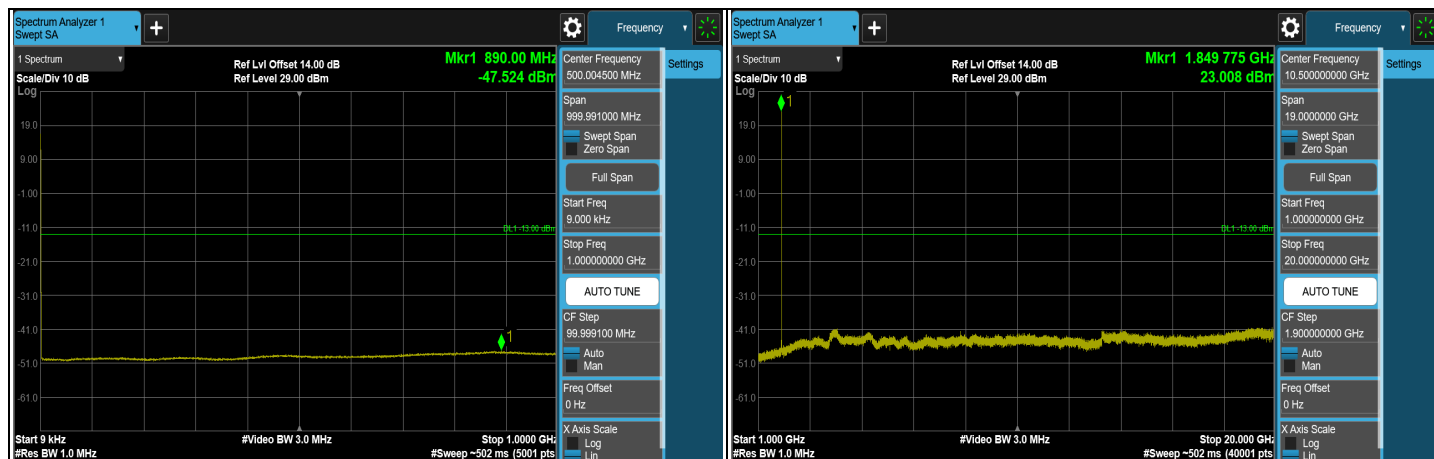 Spectrum Analyzer 1
Swept SA
Frequency
1 Spectrum
Scale/Div 10 dB
Log
Ref Lvl Offset 14.00 dB
Ref Level 29.00 dBm
Mkr1 890.00 MHz
-47.524 dBm
1
19.0
9.00
-1.00
-11.0
-21.0
-31.0
-41.0
-51.0
-61.0
DL1 -13.00 dBm
Start 9 kHz
#Res BW 1.0 MHz
#Video BW 3.0 MHz
Stop 1.0000 GHz
#Sweep ~502 ms (5001 pts
Center Frequency
500.004500 MHz
Settings
Span
999.991000 MHz
Swept Span
Zero Span
Full Span
Start Freq
9.000 kHz
Stop Freq
1.000000000 GHz
AUTO TUNE
CF Step
99.999100 MHz
Auto
Man
Freq Offset
0 Hz
X Axis Scale
Log
Lin
Spectrum Analyzer 1
Swept SA
Frequency
1 Spectrum
Scale/Div 10 dB
Log
Ref Lvl Offset 14.00 dB
Ref Level 29.00 dBm
Mkr1 1.849 775 GHz
23.008 dBm
1
19.0
9.00
-1.00
-11.0
-21.0
-31.0
-41.0
-51.0
-61.0
DL1 -13.00 dBm
Start 1.000 GHz
#Res BW 1.0 MHz
#Video BW 3.0 MHz
Stop 20.000 GHz
#Sweep ~502 ms (40001 pts
Center Frequency
10.500000000 GHz
Settings
Span
19.0000000 GHz
Swept Span
Zero Span
Full Span
Start Freq
1.000000000 GHz
Stop Freq
20.000000000 GHz
AUTO TUNE
CF Step
1.900000000 GHz
Auto
Man
Freq Offset
0 Hz
X Axis Scale
Log
Lin